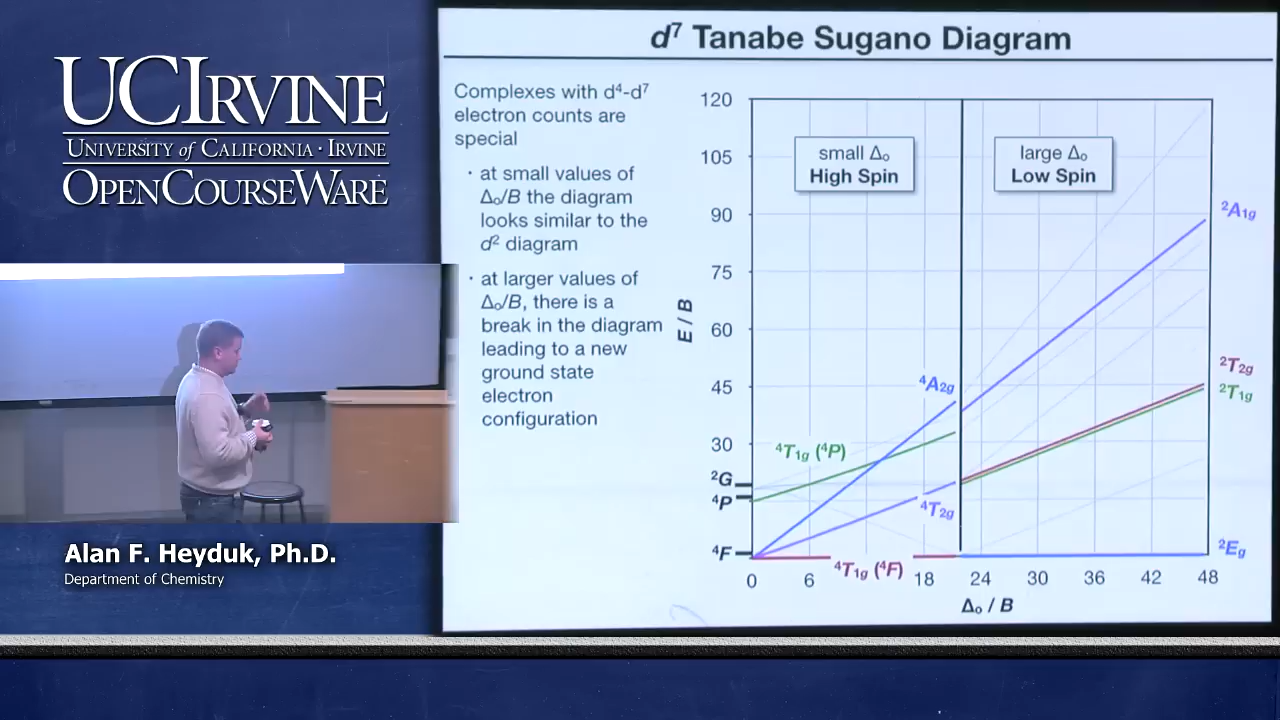 UCIRVINE
UNIVERSITY of CALIFORNIA · IRVINE
OPENCOURSEWARE
Alan F. Heyduk, Ph.D.
Department of Chemistry
d⁷ Tanabe Sugano Diagram
Complexes with d⁴-d⁷
electron counts are
special
· at small values of
Δₒ/B the diagram
looks similar to the
d² diagram
· at larger values of
Δₒ/B, there is a
break in the diagram
leading to a new
ground state
electron
configuration
E / B
120
105
90
75
60
45
30
²G
⁴P
⁴F
small Δₒ
High Spin
large Δₒ
Low Spin
⁴A₂g
⁴T₁g (⁴P)
⁴T₂g
⁴T₁g (⁴F)
²A₁g
²T₂g
²T₁g
²Eg
0 6 18 24 30 36 42 48
Δₒ / B